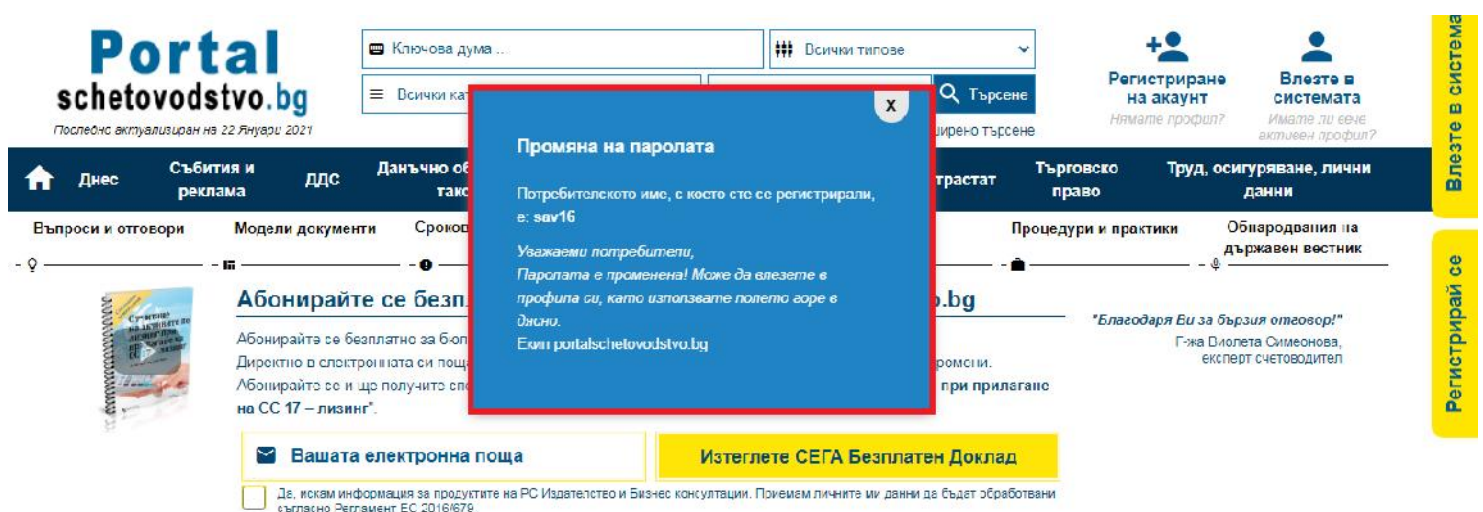 Portal
schetovodstvo.bg
Последно актуализиран на 22 Януари 2021
Ключова дума ...
Всички типове
Всички кат
Търсене
ширено търсене
Регистриране
на акаунт
Нямате профил?
Влезте в
системата
Имате ли вече
активен профил?
Влезте в система
Регистрирай се
Днес
Събития и
реклама
ДДС
Данъчно об
такс
трастат
Търговско
право
Труд, осигуряване, лични
данни
Въпроси и отговори
Модели документи
Сроков
Процедури и практики
Обнародвания на
държавен вестник
X
Промяна на паролата
Потребителското име, с което сте се регистрирали,
е: sav16
Уважаеми потребители,
Паролата е променена! Може да влезете в
профила си, като използвате полето горе в
дясно.
Екип portalschetovodstvo.bg
Абонирайте се безп
о.bg
Абонирайте се безплатно за бюл
Директно в електронната си поща
ромени.
Абонирайте се и ще получите спе
при прилагане
на СС 17 – лизинг".
"Благодаря Ви за бързия отговор!"
Г-жа Виолета Симеонова,
експерт счетоводител
Вашата електронна поща
Изтеглете СЕГА Безплатен Доклад
Да, искам информация за продуктите на РС Издателство и Бизнес консултации. Приемам личните ми данни да бъдат обработвани
съгласно Регламент ЕС 2016/679.